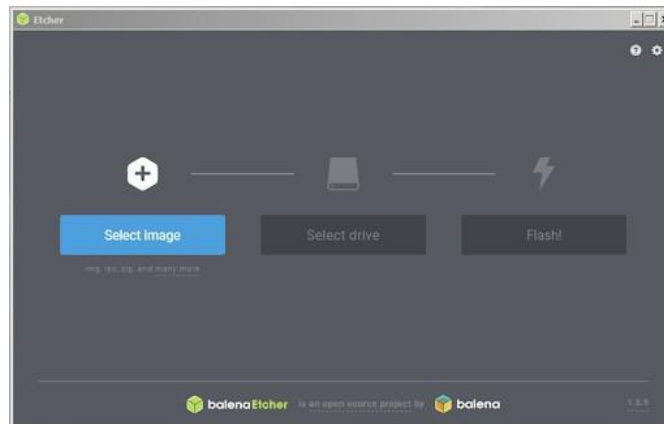 Etcher
Select image
Select drive
Flash!
img, iso, zip, and many more
balenaEtcher is an open source project by balena